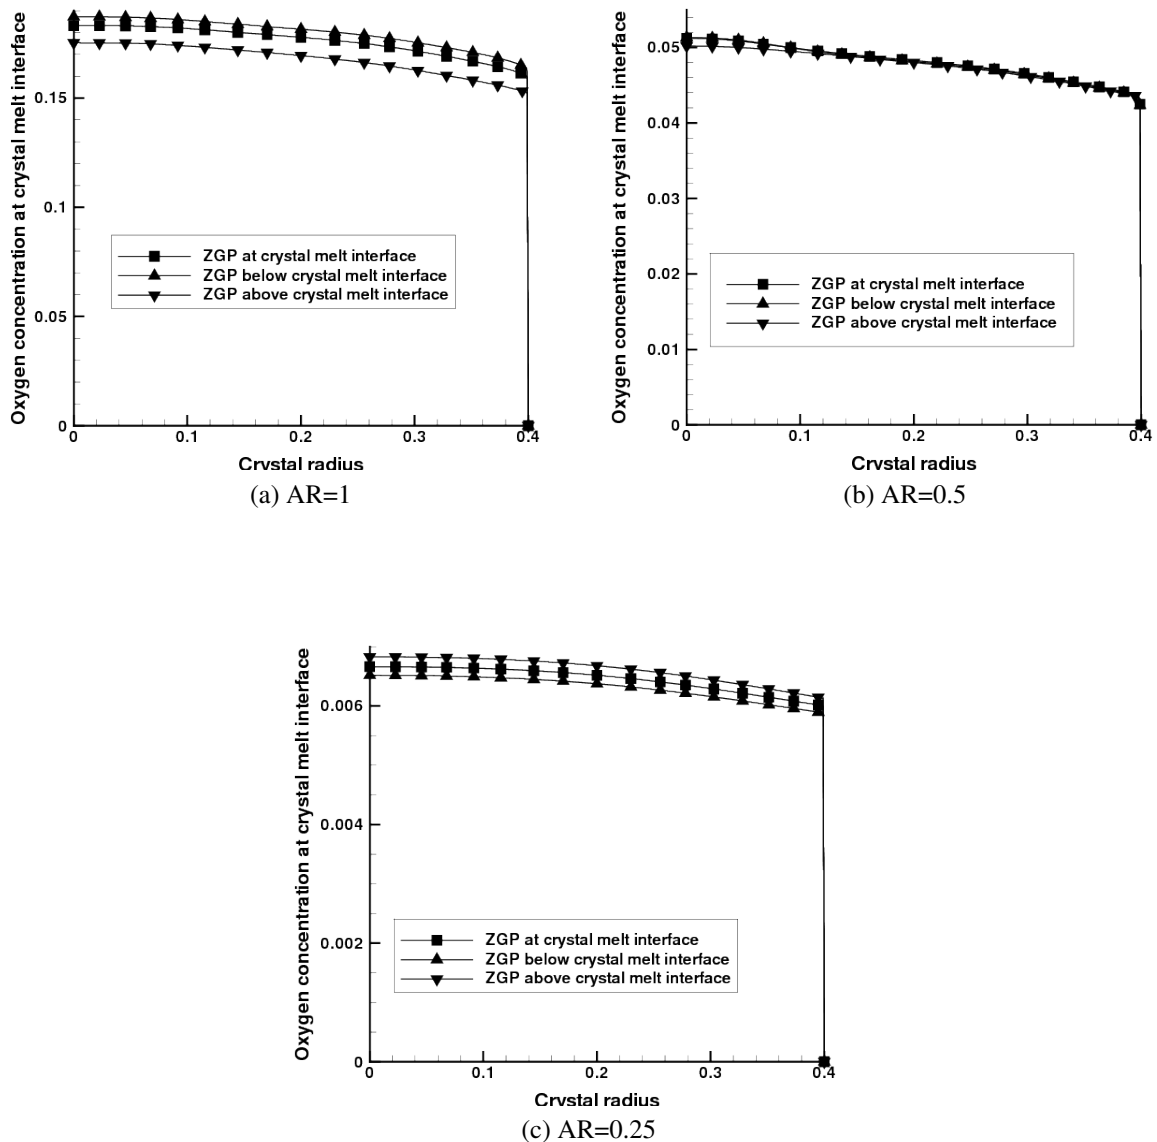 Oxygen concentration at crystal melt interface
0.15
0.1
0.05
0
0
0.1
0.2
0.3
0.4
ZGP at crystal melt interface
ZGP below crystal melt interface
ZGP above crystal melt interface
Crystal radius
(a) AR=1
Oxygen concentration at crystal melt interface
0.05
0.04
0.03
0.02
0.01
0
0
0.1
0.2
0.3
0.4
ZGP at crystal melt interface
ZGP below crystal melt interface
ZGP above crystal melt interface
Crystal radius
(b) AR=0.5
Oxygen concentration at crystal melt interface
0.006
0.004
0.002
0
0
0.1
0.2
0.3
0.4
ZGP at crystal melt interface
ZGP below crystal melt interface
ZGP above crystal melt interface
Crystal radius
(c) AR=0.25